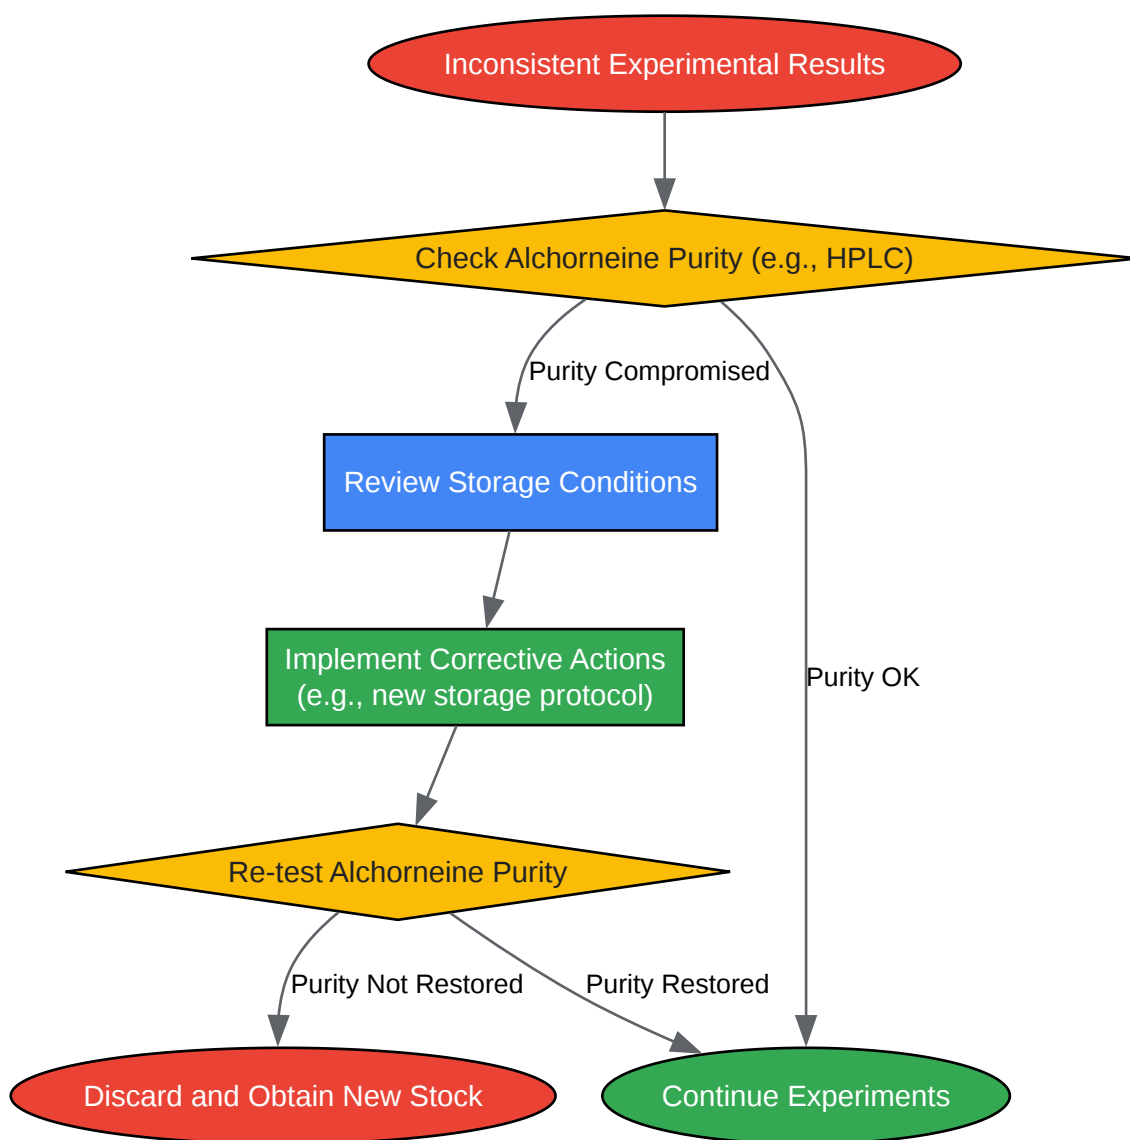 Inconsistent Experimental Results
Check Alchorneine Purity (e.g., HPLC)
Purity Compromised
Review Storage Conditions
Implement Corrective Actions
(e.g., new storage protocol)
Purity OK
Re-test Alchorneine Purity
Purity Not Restored
Purity Restored
Discard and Obtain New Stock
Continue Experiments